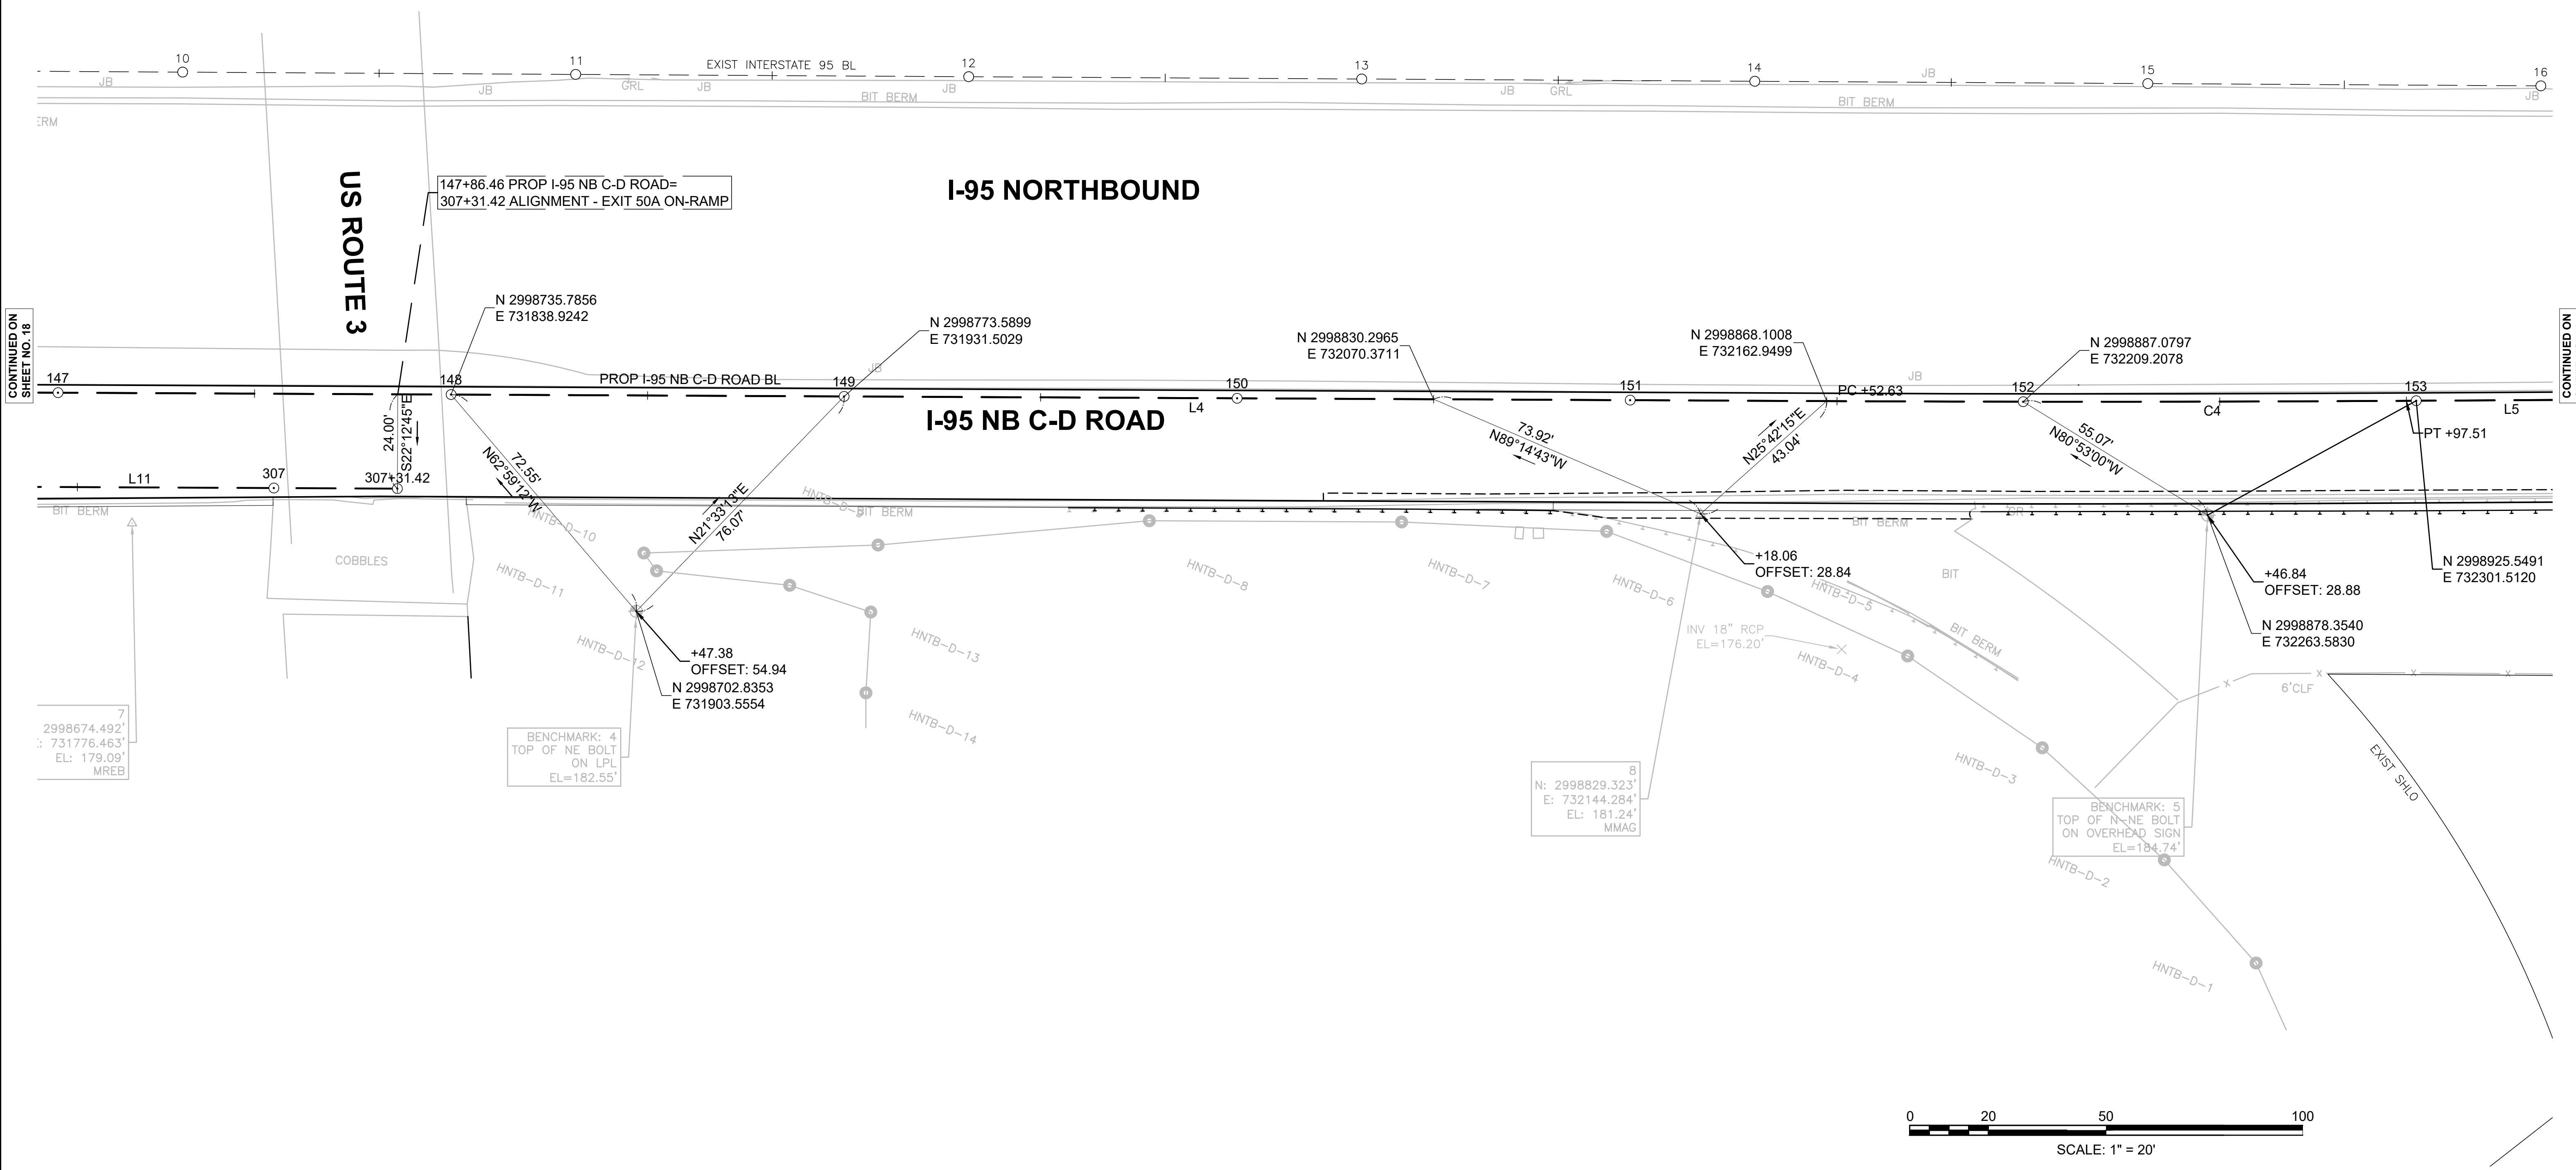 10
11
EXIST INTERSTATE 95 BL
12
13
14
15
16
JB
JB
GRL
JB
JB
JB
GRL
JB
JB
BIT BERM
BIT BERM
ERM
US ROUTE 3
147+86.46 PROP I-95 NB C-D ROAD=
307+31.42 ALIGNMENT - EXIT 50A ON-RAMP
I-95 NORTHBOUND
CONTINUED ON
SHEET NO. 18
CONTINUED ON
N 2998735.7856
E 731838.9242
N 2998773.5899
E 731931.5029
N 2998830.2965
E 732070.3711
N 2998868.1008
E 732162.9499
N 2998887.0797
E 732209.2078
JB
JB
147
148
PROP I-95 NB C-D ROAD BL
149
150
151
PC +52.63
152
153
L4
C4
L5
I-95 NB C-D ROAD
24.00'
S22°12'45"E
72.55'
N62°59'12"W
N21°33'13"E
76.07'
73.92'
N89°14'43"W
N25°42'15"E
43.04'
55.07'
N80°53'00"W
PT +97.51
L11
307
307+31.42
BIT BERM
HNTB-D-9
BIT BERM
BIT BERM
GR
HNTB-D-10
COBBLES
HNTB-D-11
HNTB-D-8
HNTB-D-7
HNTB-D-6
HNTB-D-5
BIT
+18.06
OFFSET: 28.84
+46.84
OFFSET: 28.88
N 2998925.5491
E 732301.5120
N 2998878.3540
E 732263.5830
INV 18" RCP
EL=176.20'
BIT BERM
HNTB-D-12
HNTB-D-13
HNTB-D-4
+47.38
OFFSET: 54.94
N 2998702.8353
E 731903.5554
X
X
X
X
6'CLF
7
2998674.492'
: 731776.463'
EL: 179.09'
MREB
BENCHMARK: 4
TOP OF NE BOLT
ON LPL
EL=182.55'
HNTB-D-14
8
N: 2998829.323'
E: 732144.284'
EL: 181.24'
MMAG
HNTB-D-3
EXIST SHLO
BENCHMARK: 5
TOP OF N-NE BOLT
ON OVERHEAD SIGN
EL=184.74'
HNTB-D-2
HNTB-D-1
0 20 50 100
SCALE: 1" = 20'